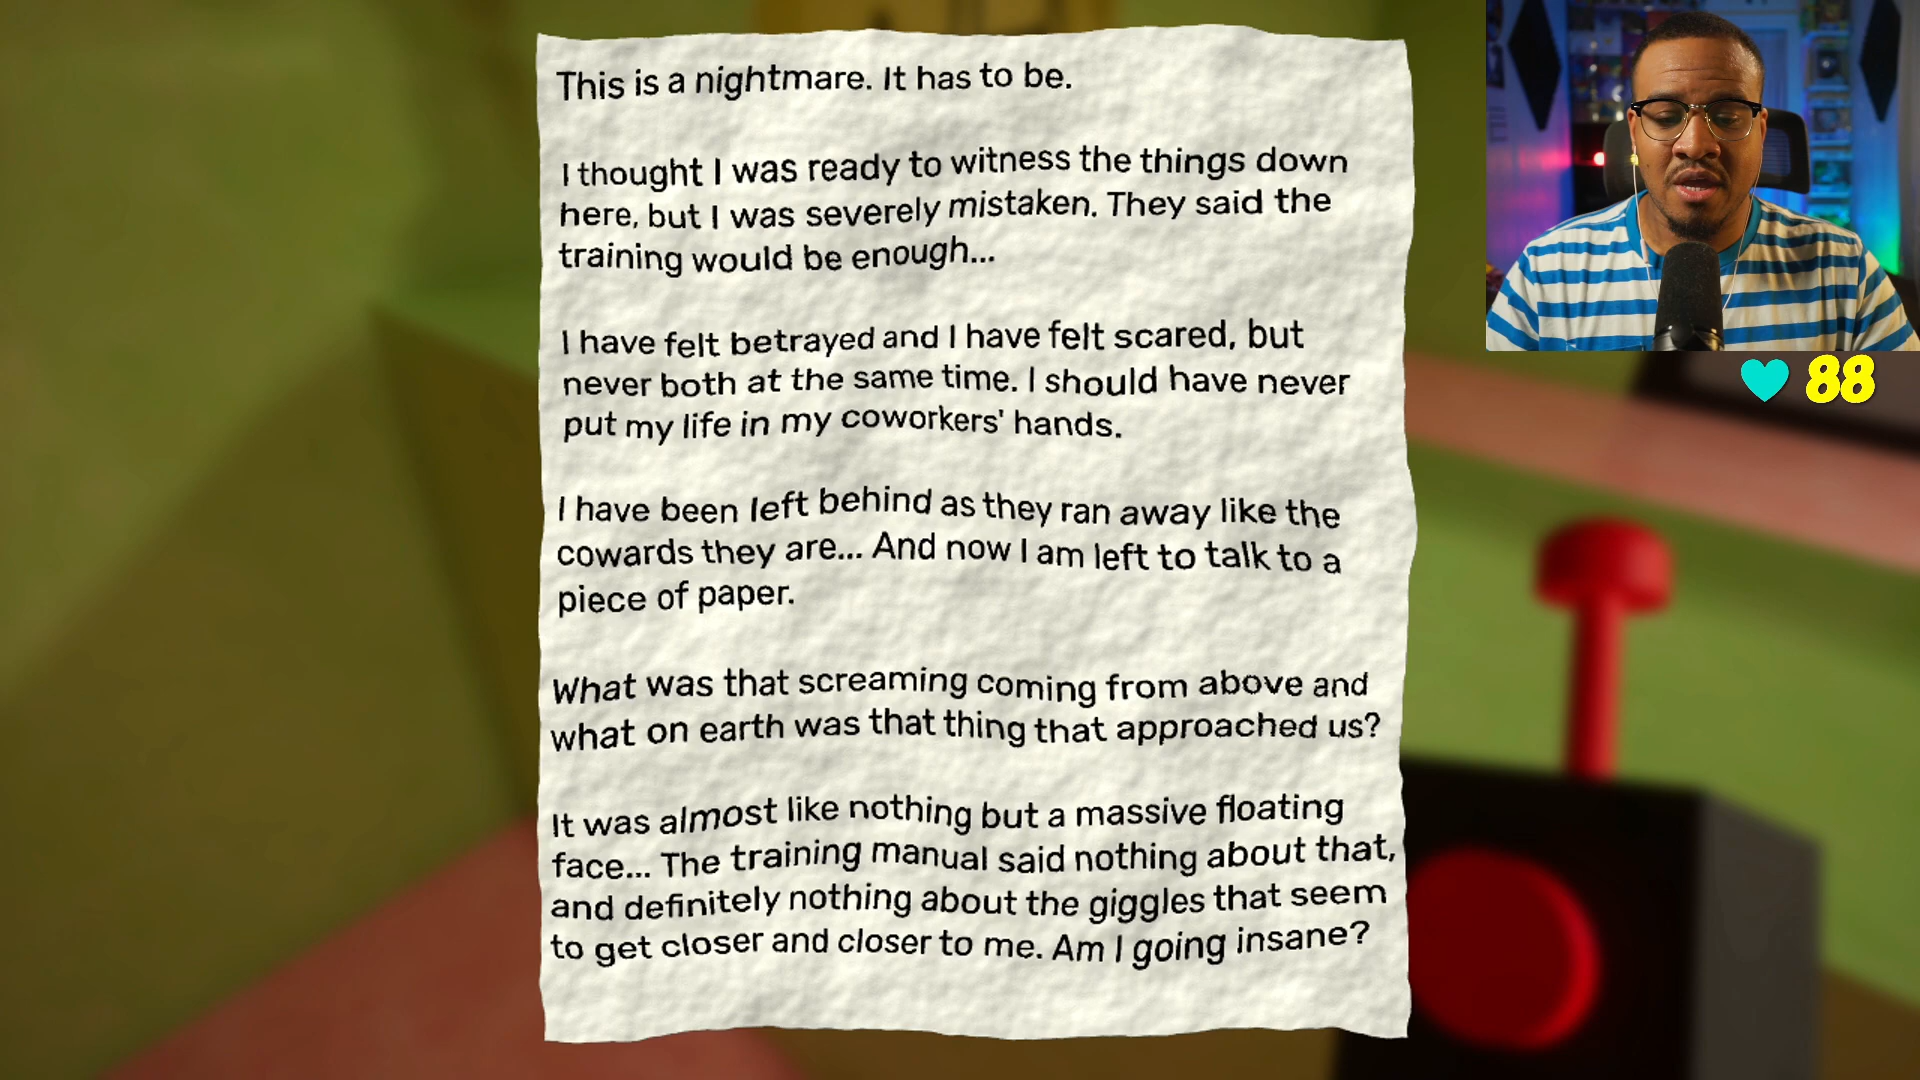 This is a nightmare. It has to be.
I thought I was ready to witness the things down
here, but I was severely mistaken. They said the
training would be enough...
I have felt betrayed and I have felt scared, but
never both at the same time. I should have never
put my life in my coworkers' hands.
I have been left behind as they ran away like the
cowards they are... And now I am left to talk to a
piece of paper.
What was that screaming coming from above and
what on earth was that thing that approached us?
It was almost like nothing but a massive floating
face... The training manual said nothing about that,
and definitely nothing about the giggles that seem
to get closer and closer to me. Am I going insane?
88